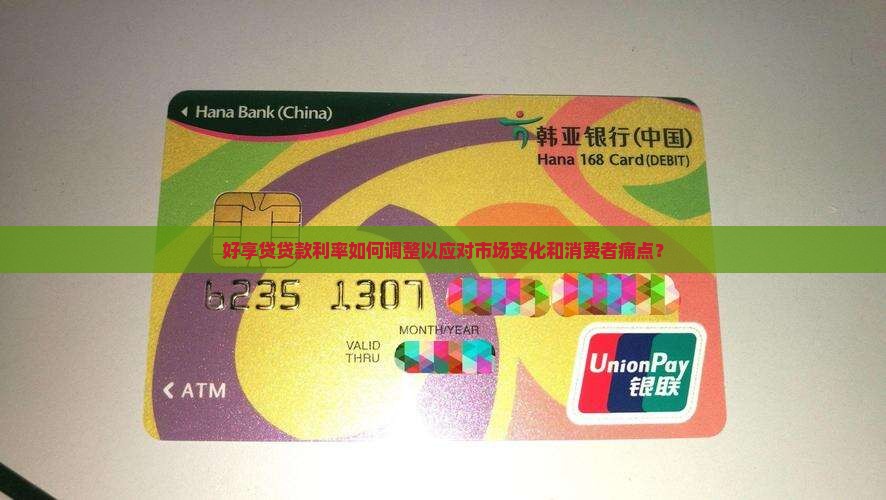 Hana Bank (China)
韩亚银行(中国)
Hana 168 Card(DEBIT)
好享贷贷款利率如何调整以应对市场变化和消费者痛点？
6235 1307
MONTH/YEAR
VALID
THRU
UnionPay
银联
ATM